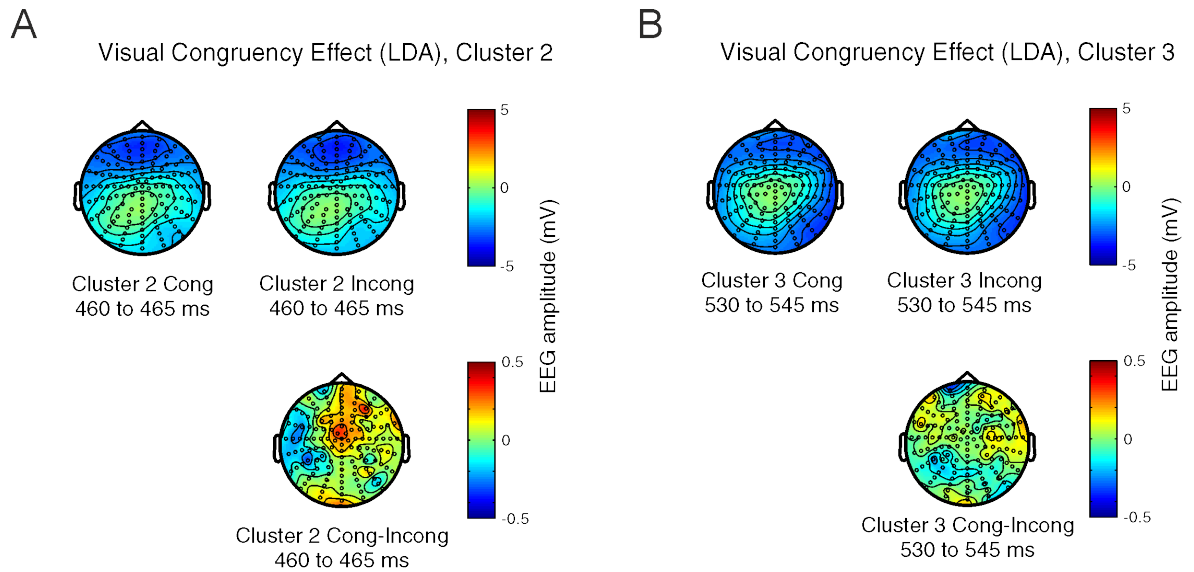 A
Visual Congruency Effect (LDA), Cluster 2
5
0
-5
Cluster 2 Cong
460 to 465 ms
Cluster 2 Incong
460 to 465 ms
EEG amplitude (mV)
0.5
0
-0.5
Cluster 2 Cong-Incong
460 to 465 ms
B
Visual Congruency Effect (LDA), Cluster 3
5
0
-5
Cluster 3 Cong
530 to 545 ms
Cluster 3 Incong
530 to 545 ms
EEG amplitude (mV)
0.5
0
-0.5
Cluster 3 Cong-Incong
530 to 545 ms